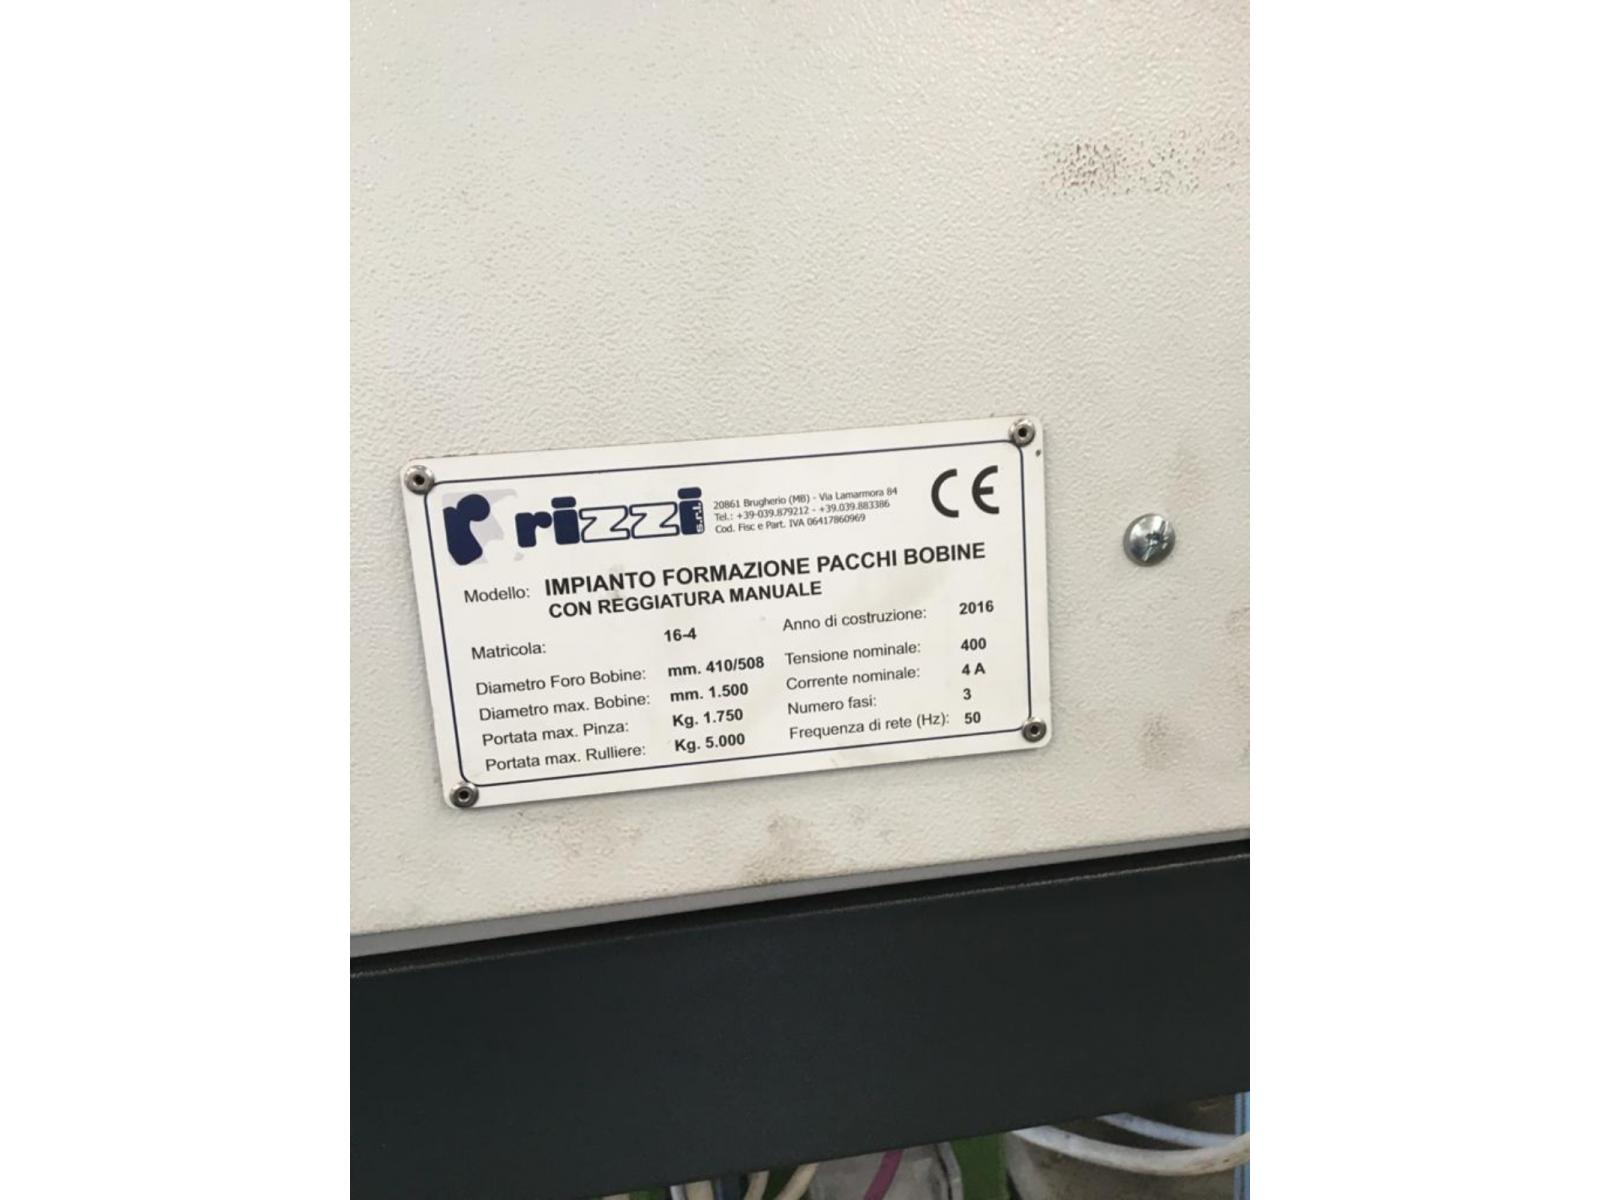 rizzi s.r.l.
20861 Brugherio (MB) - Via Lamarmora 84
Tel.: +39-039.879212 - +39.039.883386
Cod. Fisc e Part. IVA 06417860969
CE
Modello: IMPIANTO FORMAZIONE PACCHI BOBINE
CON REGGIATURA MANUALE
Matricola: 16-4
Anno di costruzione: 2016
Diametro Foro Bobine: mm. 410/508
Tensione nominale: 400
Diametro max. Bobine: mm. 1.500
Corrente nominale: 4 A
Portata max. Pinza: Kg. 1.750
Numero fasi: 3
Portata max. Rulliere: Kg. 5.000
Frequenza di rete (Hz): 50